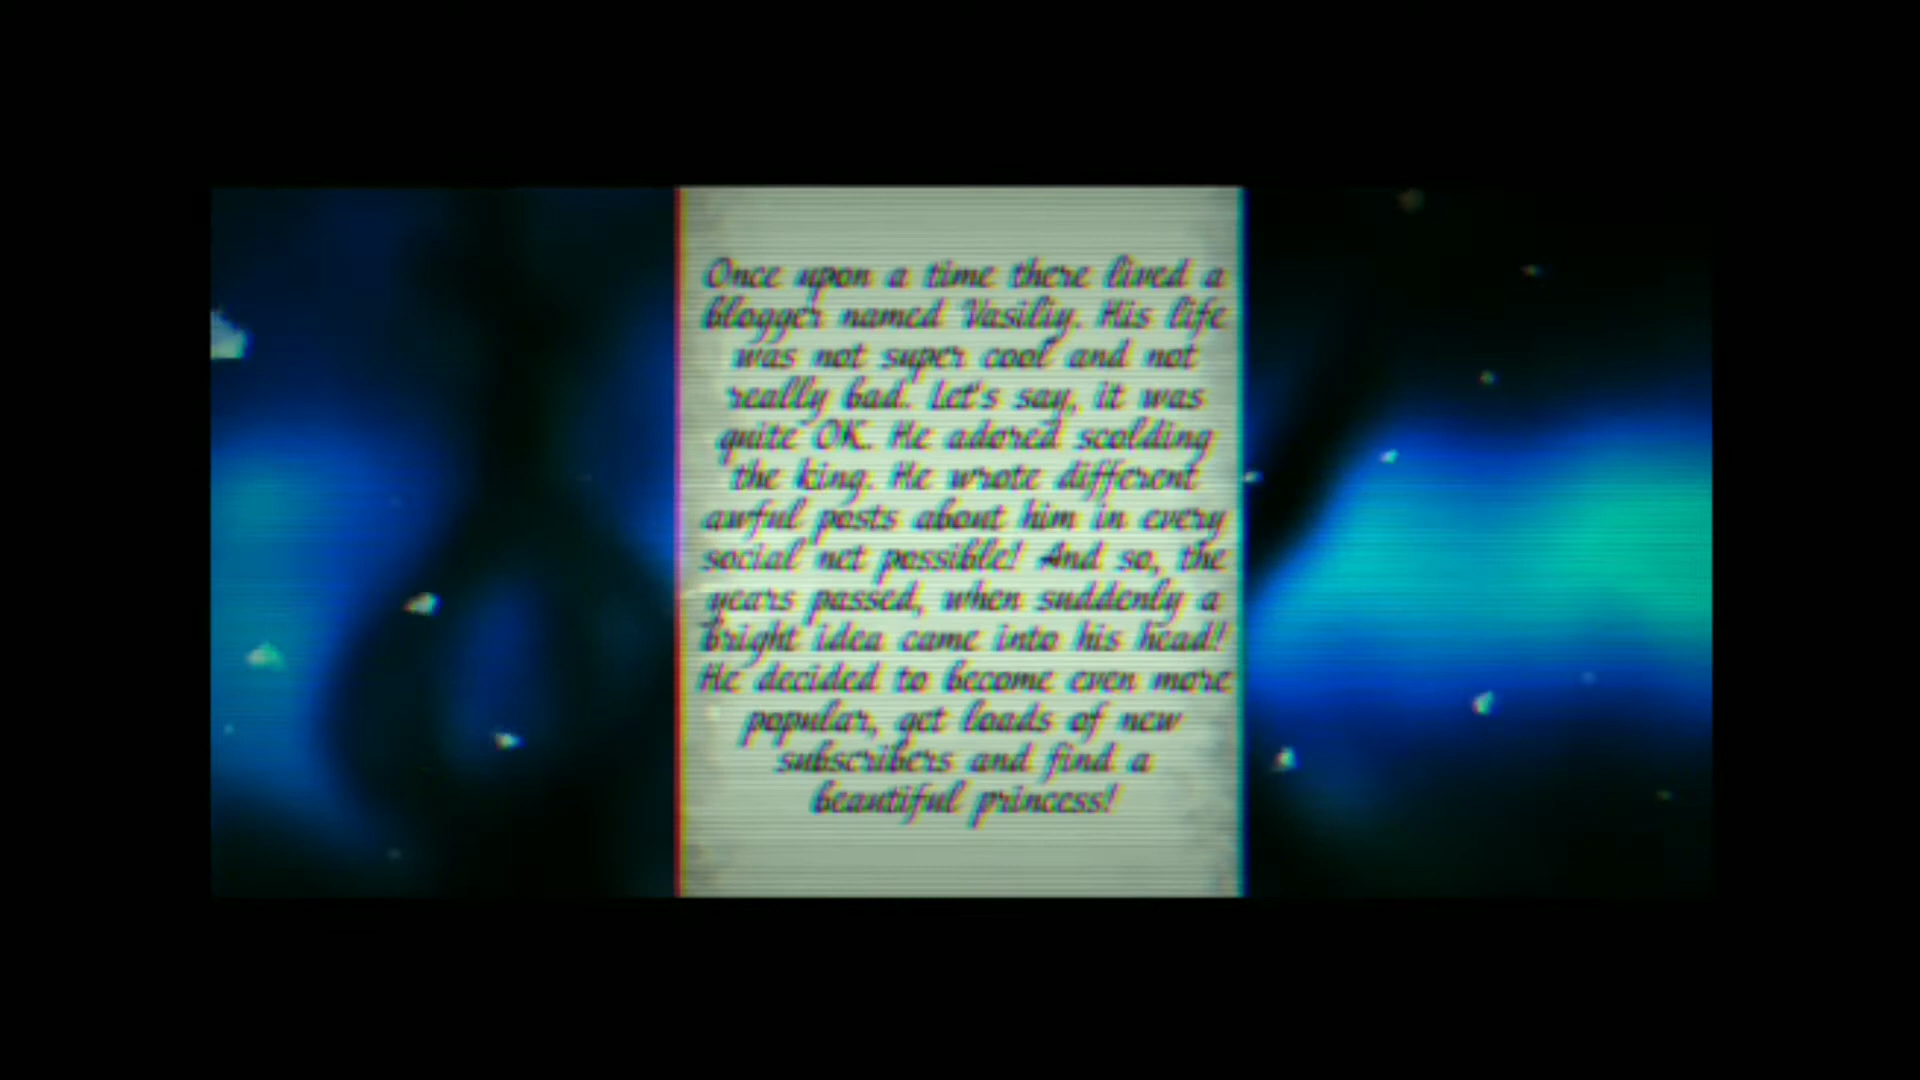 Once upon a time there lived a
blogger named Vasiliy. His life
was not super cool and not
really bad. Let's say, it was
quite OK. He adored scolding
the king. He wrote different
awful posts about him in every
social net possible! And so, the
years passed, when suddenly a
bright idea came into his head!
He decided to become even more
popular, get loads of new
subscribers and find a
beautiful princess!